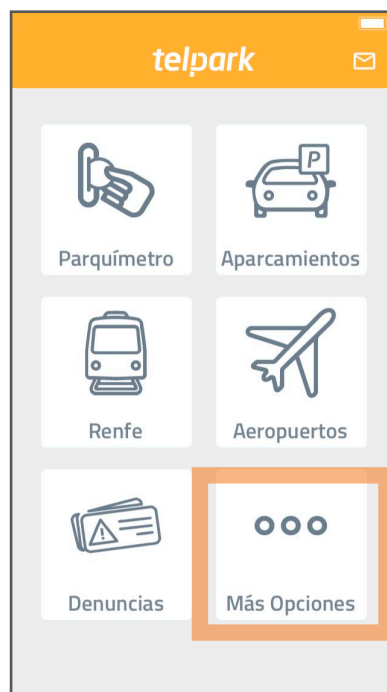 telpark
P
Parquímetro
Aparcamientos
Renfe
Aeropuertos
Denuncias
Más Opciones